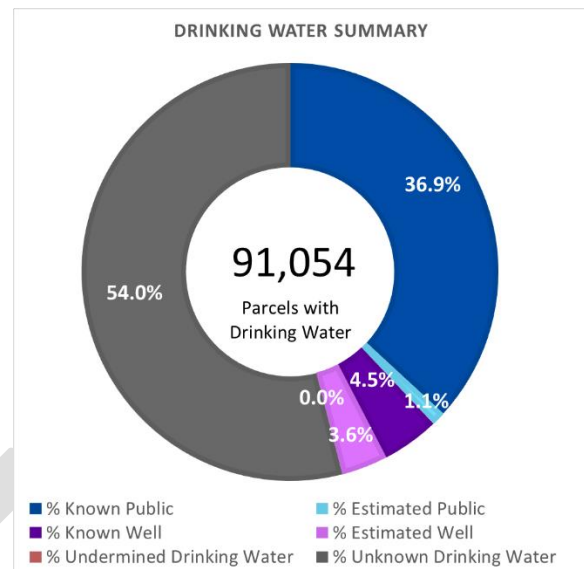 DRINKING WATER SUMMARY
36.9%
54.0%
91,054
Parcels with
Drinking Water
4.5%
1.1%
0.0%
3.6%
% Known Public
% Estimated Public
% Known Well
% Estimated Well
% Undermined Drinking Water
% Unknown Drinking Water